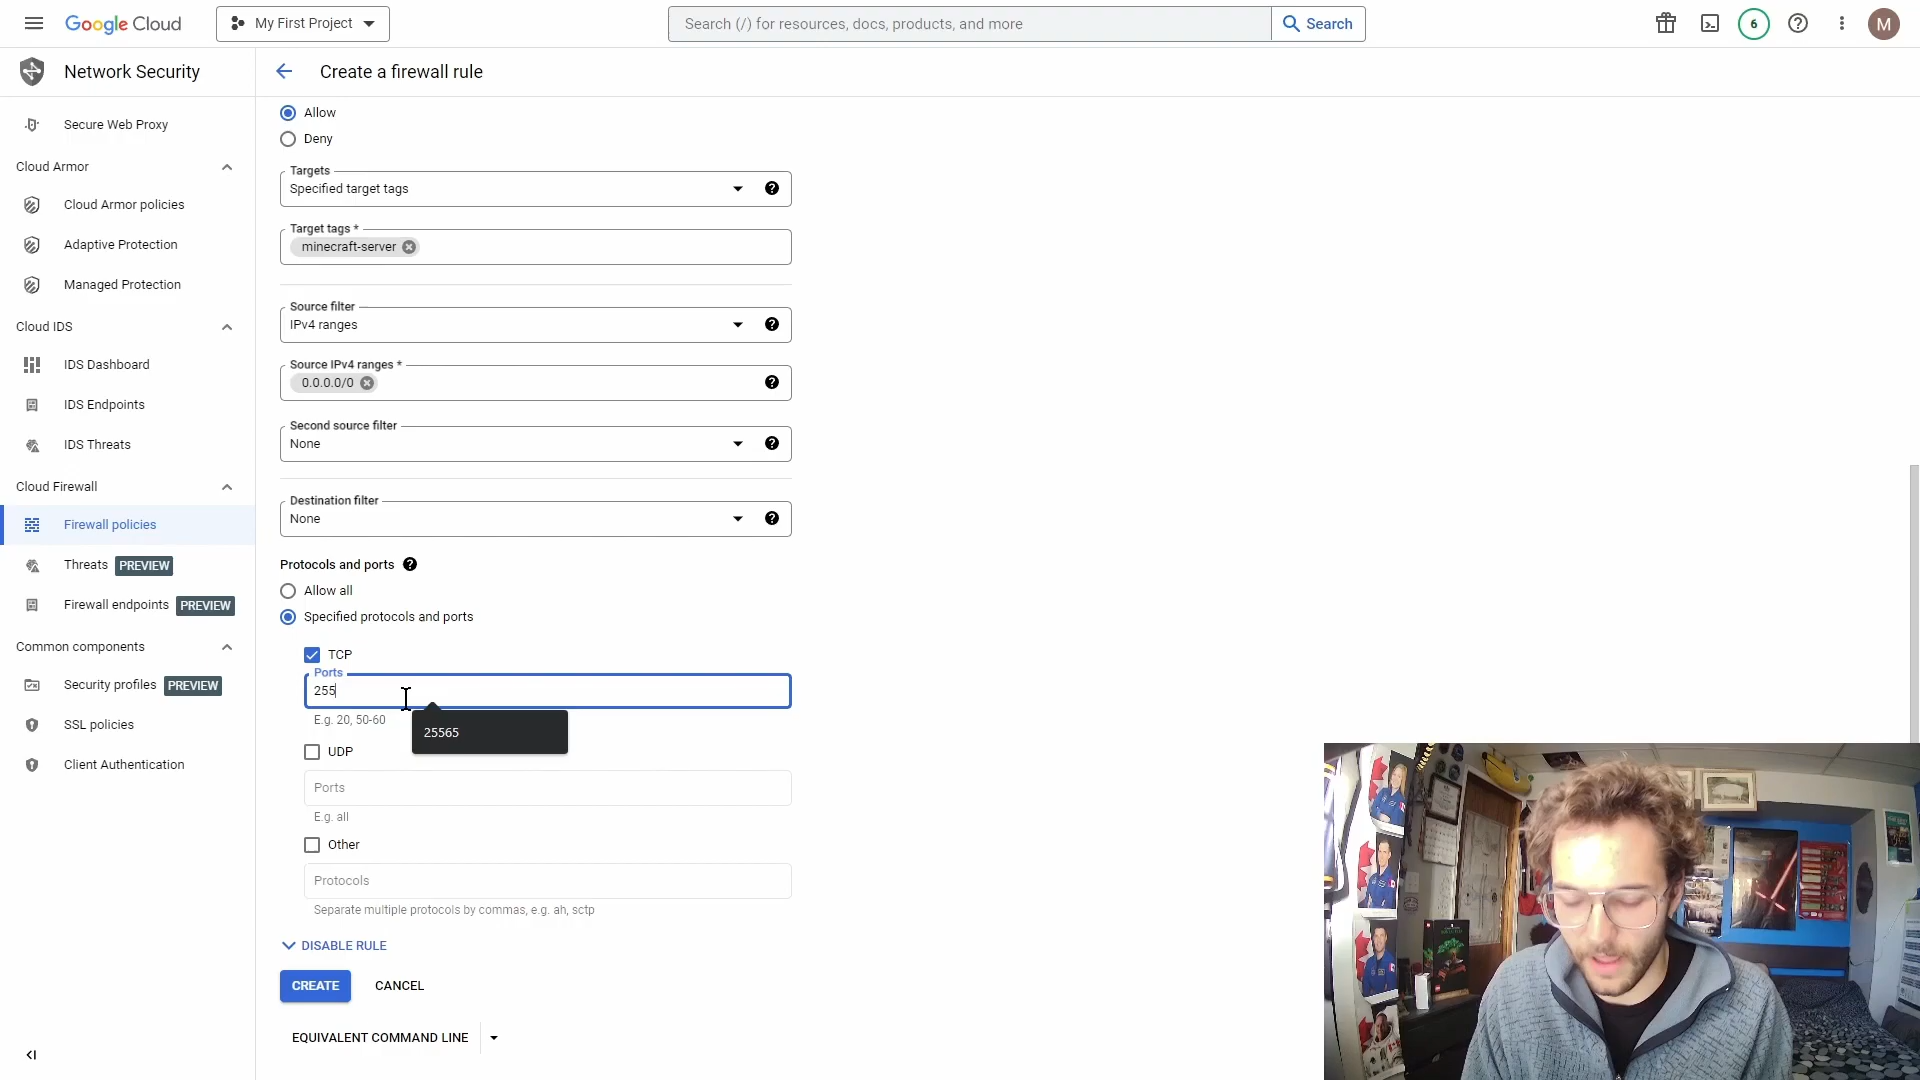 Google Cloud
My First Project
Search (/) for resources, docs, products, and more
Search
6
M
Network Security
Create a firewall rule
Secure Web Proxy
Cloud Armor
Cloud Armor policies
Adaptive Protection
Managed Protection
Cloud IDS
IDS Dashboard
IDS Endpoints
IDS Threats
Cloud Firewall
Firewall policies
Threats PREVIEW
Firewall endpoints PREVIEW
Common components
Security profiles PREVIEW
SSL policies
Client Authentication
Allow
Deny
Targets
Specified target tags
Target tags *
minecraft-server
Source filter
IPv4 ranges
Source IPv4 ranges *
0.0.0.0/0
Second source filter
None
Destination filter
None
Protocols and ports
Allow all
Specified protocols and ports
TCP
Ports
255
E.g. 20, 50-60
25565
UDP
Ports
E.g. all
Other
Protocols
Separate multiple protocols by commas, e.g. ah, sctp
DISABLE RULE
CREATE
CANCEL
EQUIVALENT COMMAND LINE